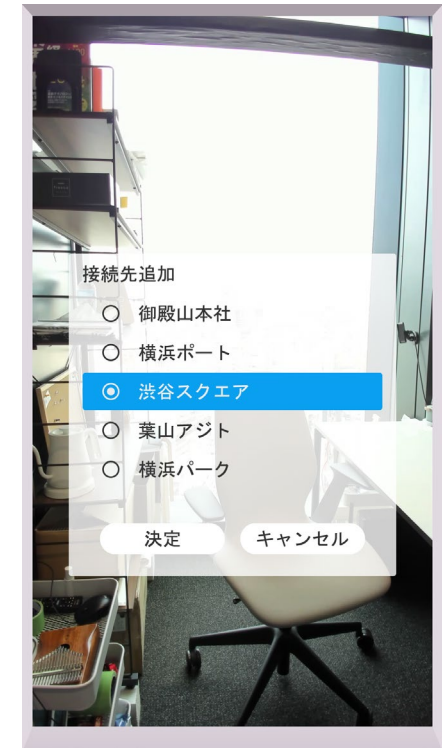 接続先追加
御殿山本社
横浜ポート
渋谷スクエア
葉山アジト
横浜パーク
決定
キャンセル